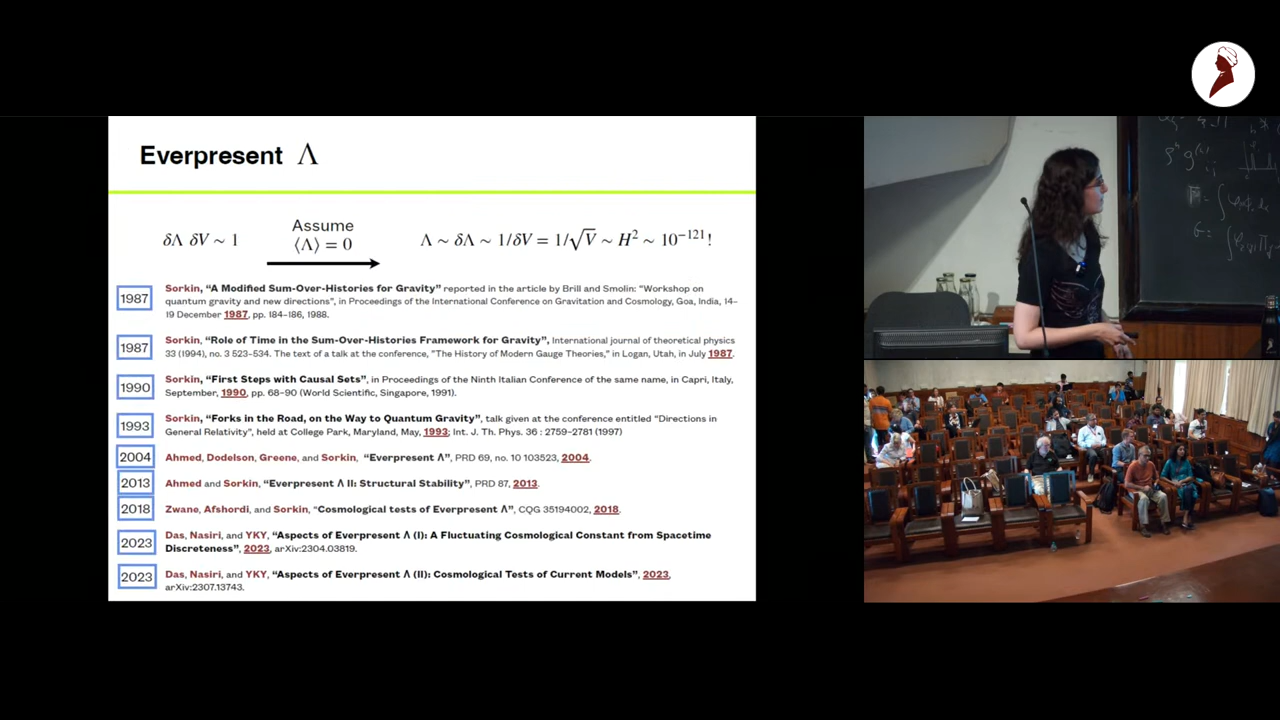 Everpresent Λ
δΛ δV ∼ 1
Assume
⟨Λ⟩ = 0
Λ ∼ δΛ ∼ 1/δV = 1/√V ∼ H² ∼ 10⁻¹²¹ !
1987
Sorkin, “A Modified Sum-Over-Histories for Gravity” reported in the article by Brill and Smolin: “Workshop on
quantum gravity and new directions”, in Proceedings of the International Conference on Gravitation and Cosmology, Goa, India, 14–
19 December 1987, pp. 184–186, 1988.
1987
Sorkin, “Role of Time in the Sum-Over-Histories Framework for Gravity”, International journal of theoretical physics
33 (1994), no. 3 523–534. The text of a talk at the conference, "The History of Modern Gauge Theories," in Logan, Utah, in July 1987.
1990
Sorkin, “First Steps with Causal Sets”, in Proceedings of the Ninth Italian Conference of the same name, in Capri, Italy,
September, 1990, pp. 68–90 (World Scientific, Singapore, 1991).
1993
Sorkin, “Forks in the Road, on the Way to Quantum Gravity”, talk given at the conference entitled “Directions in
General Relativity”, held at College Park, Maryland, May, 1993; Int. J. Th. Phys. 36 : 2759–2781 (1997)
2004
Ahmed, Dodelson, Greene, and Sorkin, “Everpresent Λ”, PRD 69, no. 10 103523, 2004.
2013
Ahmed and Sorkin, “Everpresent Λ II: Structural Stability”, PRD 87, 2013.
2018
Zwane, Afshordi, and Sorkin, “Cosmological tests of Everpresent Λ”, CQG 35194002, 2018.
2023
Das, Nasiri, and YKY, “Aspects of Everpresent Λ (I): A Fluctuating Cosmological Constant from Spacetime
Discreteness”, 2023, arXiv:2304.03819.
2023
Das, Nasiri, and YKY, “Aspects of Everpresent Λ (II): Cosmological Tests of Current Models”, 2023,
arXiv:2307.13743.